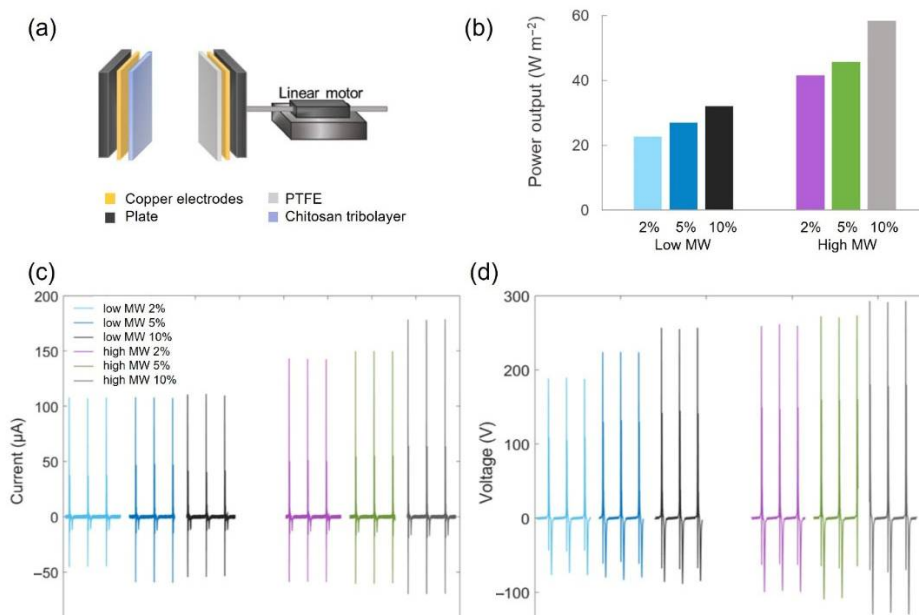 (a)
Linear motor
Copper electrodes
PTFE
Plate
Chitosan tribolayer
(b)
Power output (W m⁻²)
60
40
20
0
2% 5% 10% 2% 5% 10%
Low MW High MW
(c)
200
150
100
50
0
−50
Current (µA)
low MW 2%
low MW 5%
low MW 10%
high MW 2%
high MW 5%
high MW 10%
(d)
300
200
100
0
−100
Voltage (V)